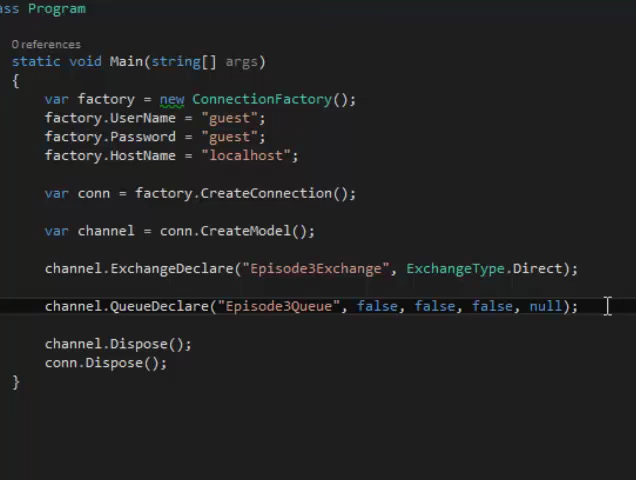 ss Program
0 references
static void Main(string[] args)
{
var factory = new ConnectionFactory();
factory.UserName = "guest";
factory.Password = "guest";
factory.HostName = "localhost";
var conn = factory.CreateConnection();
var channel = conn.CreateModel();
channel.ExchangeDeclare("Episode3Exchange", ExchangeType.Direct);
channel.QueueDeclare("Episode3Queue", false, false, false, null);
channel.Dispose();
conn.Dispose();
}